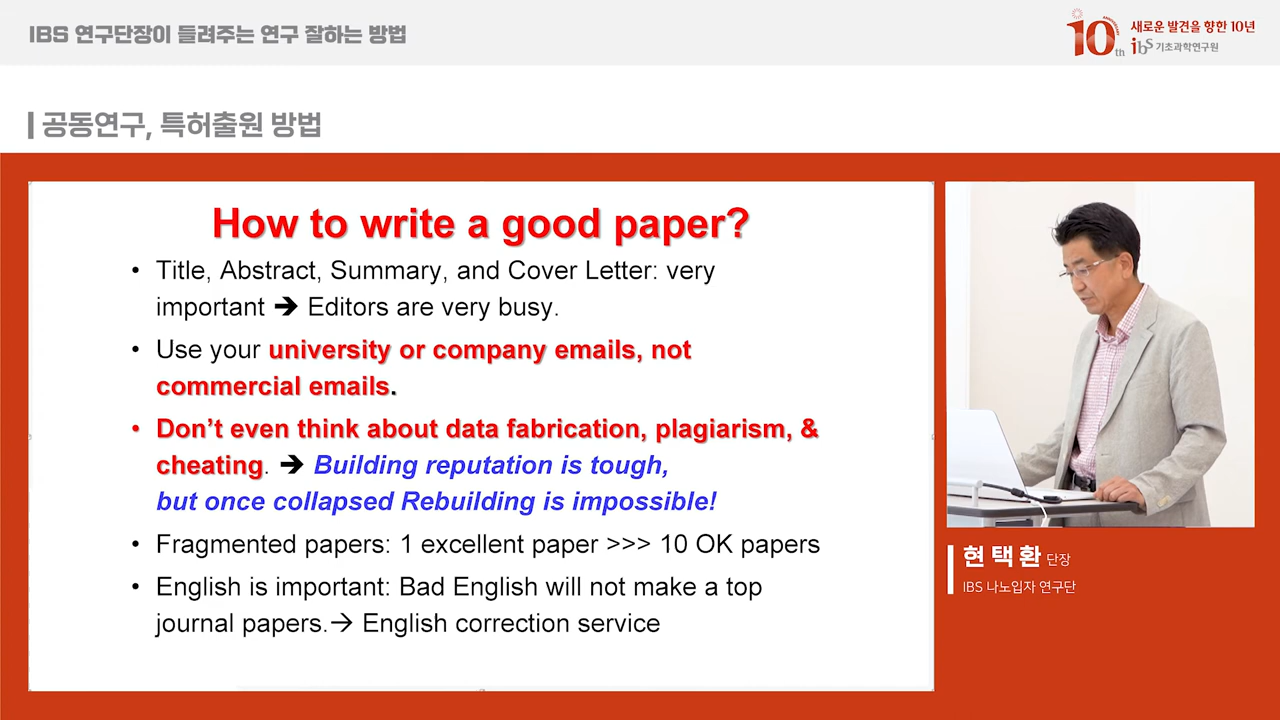 IBS 연구단장이 들려주는 연구 잘하는 방법
10th
ANNIVERSARY
새로운 발견을 향한 10년
ibs 기초과학연구원
공동연구, 특허출원 방법
How to write a good paper?
• Title, Abstract, Summary, and Cover Letter: very
important ➔ Editors are very busy.
• Use your university or company emails, not
commercial emails.
• Don't even think about data fabrication, plagiarism, &
cheating. ➔ Building reputation is tough,
but once collapsed Rebuilding is impossible!
• Fragmented papers: 1 excellent paper >>> 10 OK papers
• English is important: Bad English will not make a top
journal papers.→ English correction service
현택환 단장
IBS 나노입자 연구단